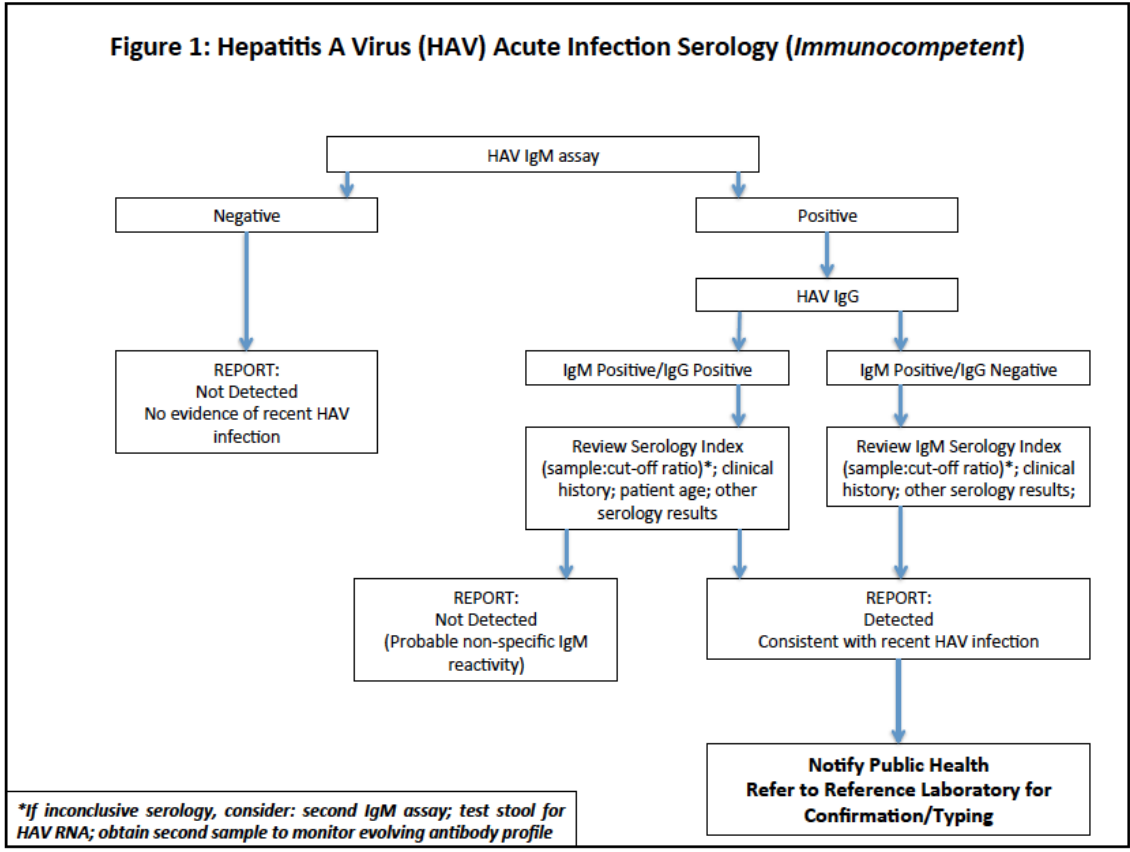 Figure 1: Hepatitis A Virus (HAV) Acute Infection Serology (Immunocompetent)
HAV IgM assay
Negative
Positive
HAV IgG
REPORT:
Not Detected
No evidence of recent HAV
infection
IgM Positive/IgG Positive
IgM Positive/IgG Negative
Review Serology Index
(sample:cut-off ratio)*; clinical
history; patient age; other
serology results
Review IgM Serology Index
(sample:cut-off ratio)*; clinical
history; other serology results;
REPORT:
Not Detected
(Probable non-specific IgM
reactivity)
REPORT:
Detected
Consistent with recent HAV infection
Notify Public Health
Refer to Reference Laboratory for
Confirmation/Typing
*If inconclusive serology, consider: second IgM assay; test stool for
HAV RNA; obtain second sample to monitor evolving antibody profile